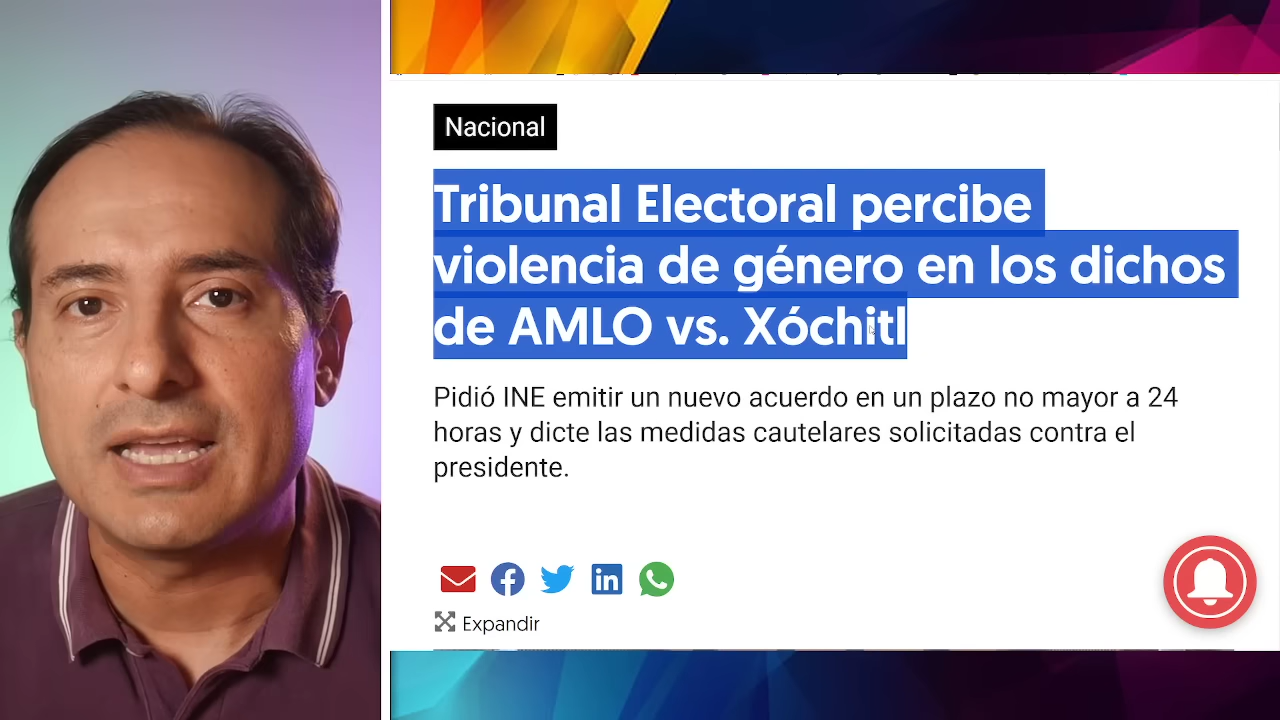 Nacional
Tribunal Electoral percibe
violencia de género en los dichos
de AMLO vs. Xóchitl
Pidió INE emitir un nuevo acuerdo en un plazo no mayor a 24
horas y dicte las medidas cautelares solicitadas contra el
presidente.
in
Expandir